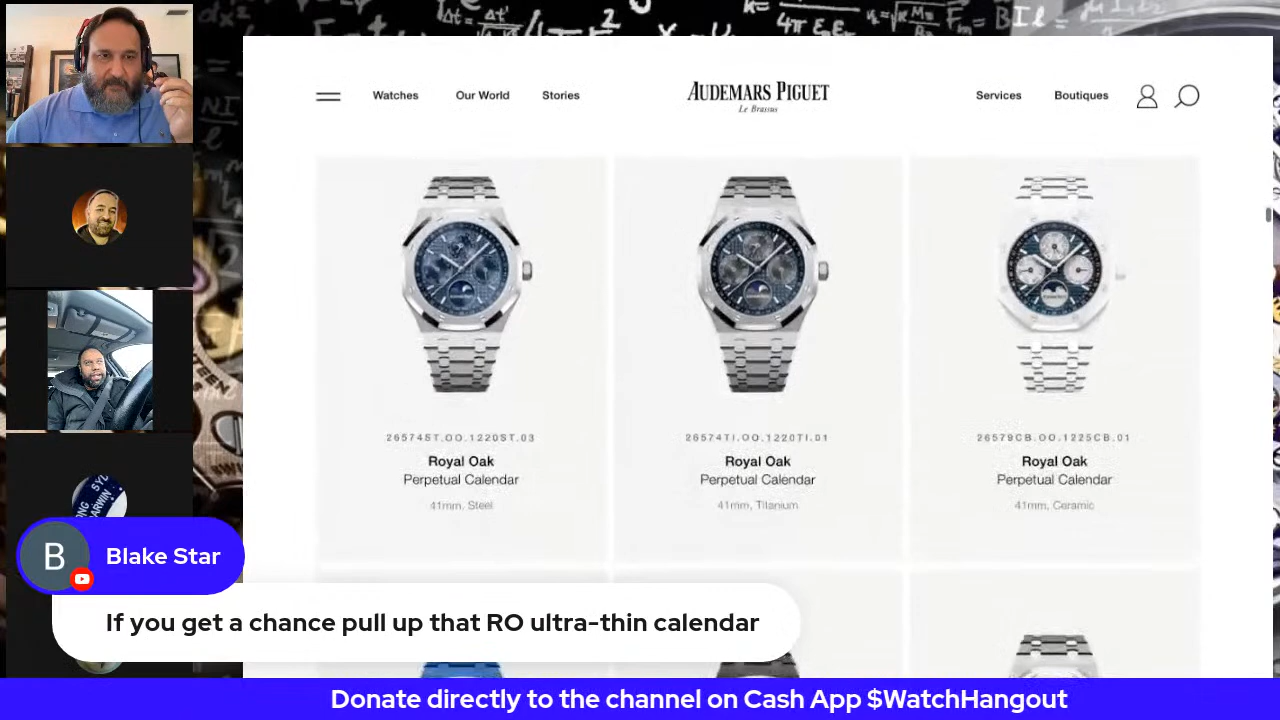 Watches
Our World
Stories
AUDEMARS PIGUET
Le Brassus
Services
Boutiques
26574ST.OO.1220ST.03
Royal Oak
Perpetual Calendar
41mm, Steel
26574TI.OO.1220TI.01
Royal Oak
Perpetual Calendar
41mm, Titanium
26579CB.OO.1225CB.01
Royal Oak
Perpetual Calendar
41mm, Ceramic
B
Blake Star
If you get a chance pull up that RO ultra-thin calendar
Donate directly to the channel on Cash App $WatchHangout